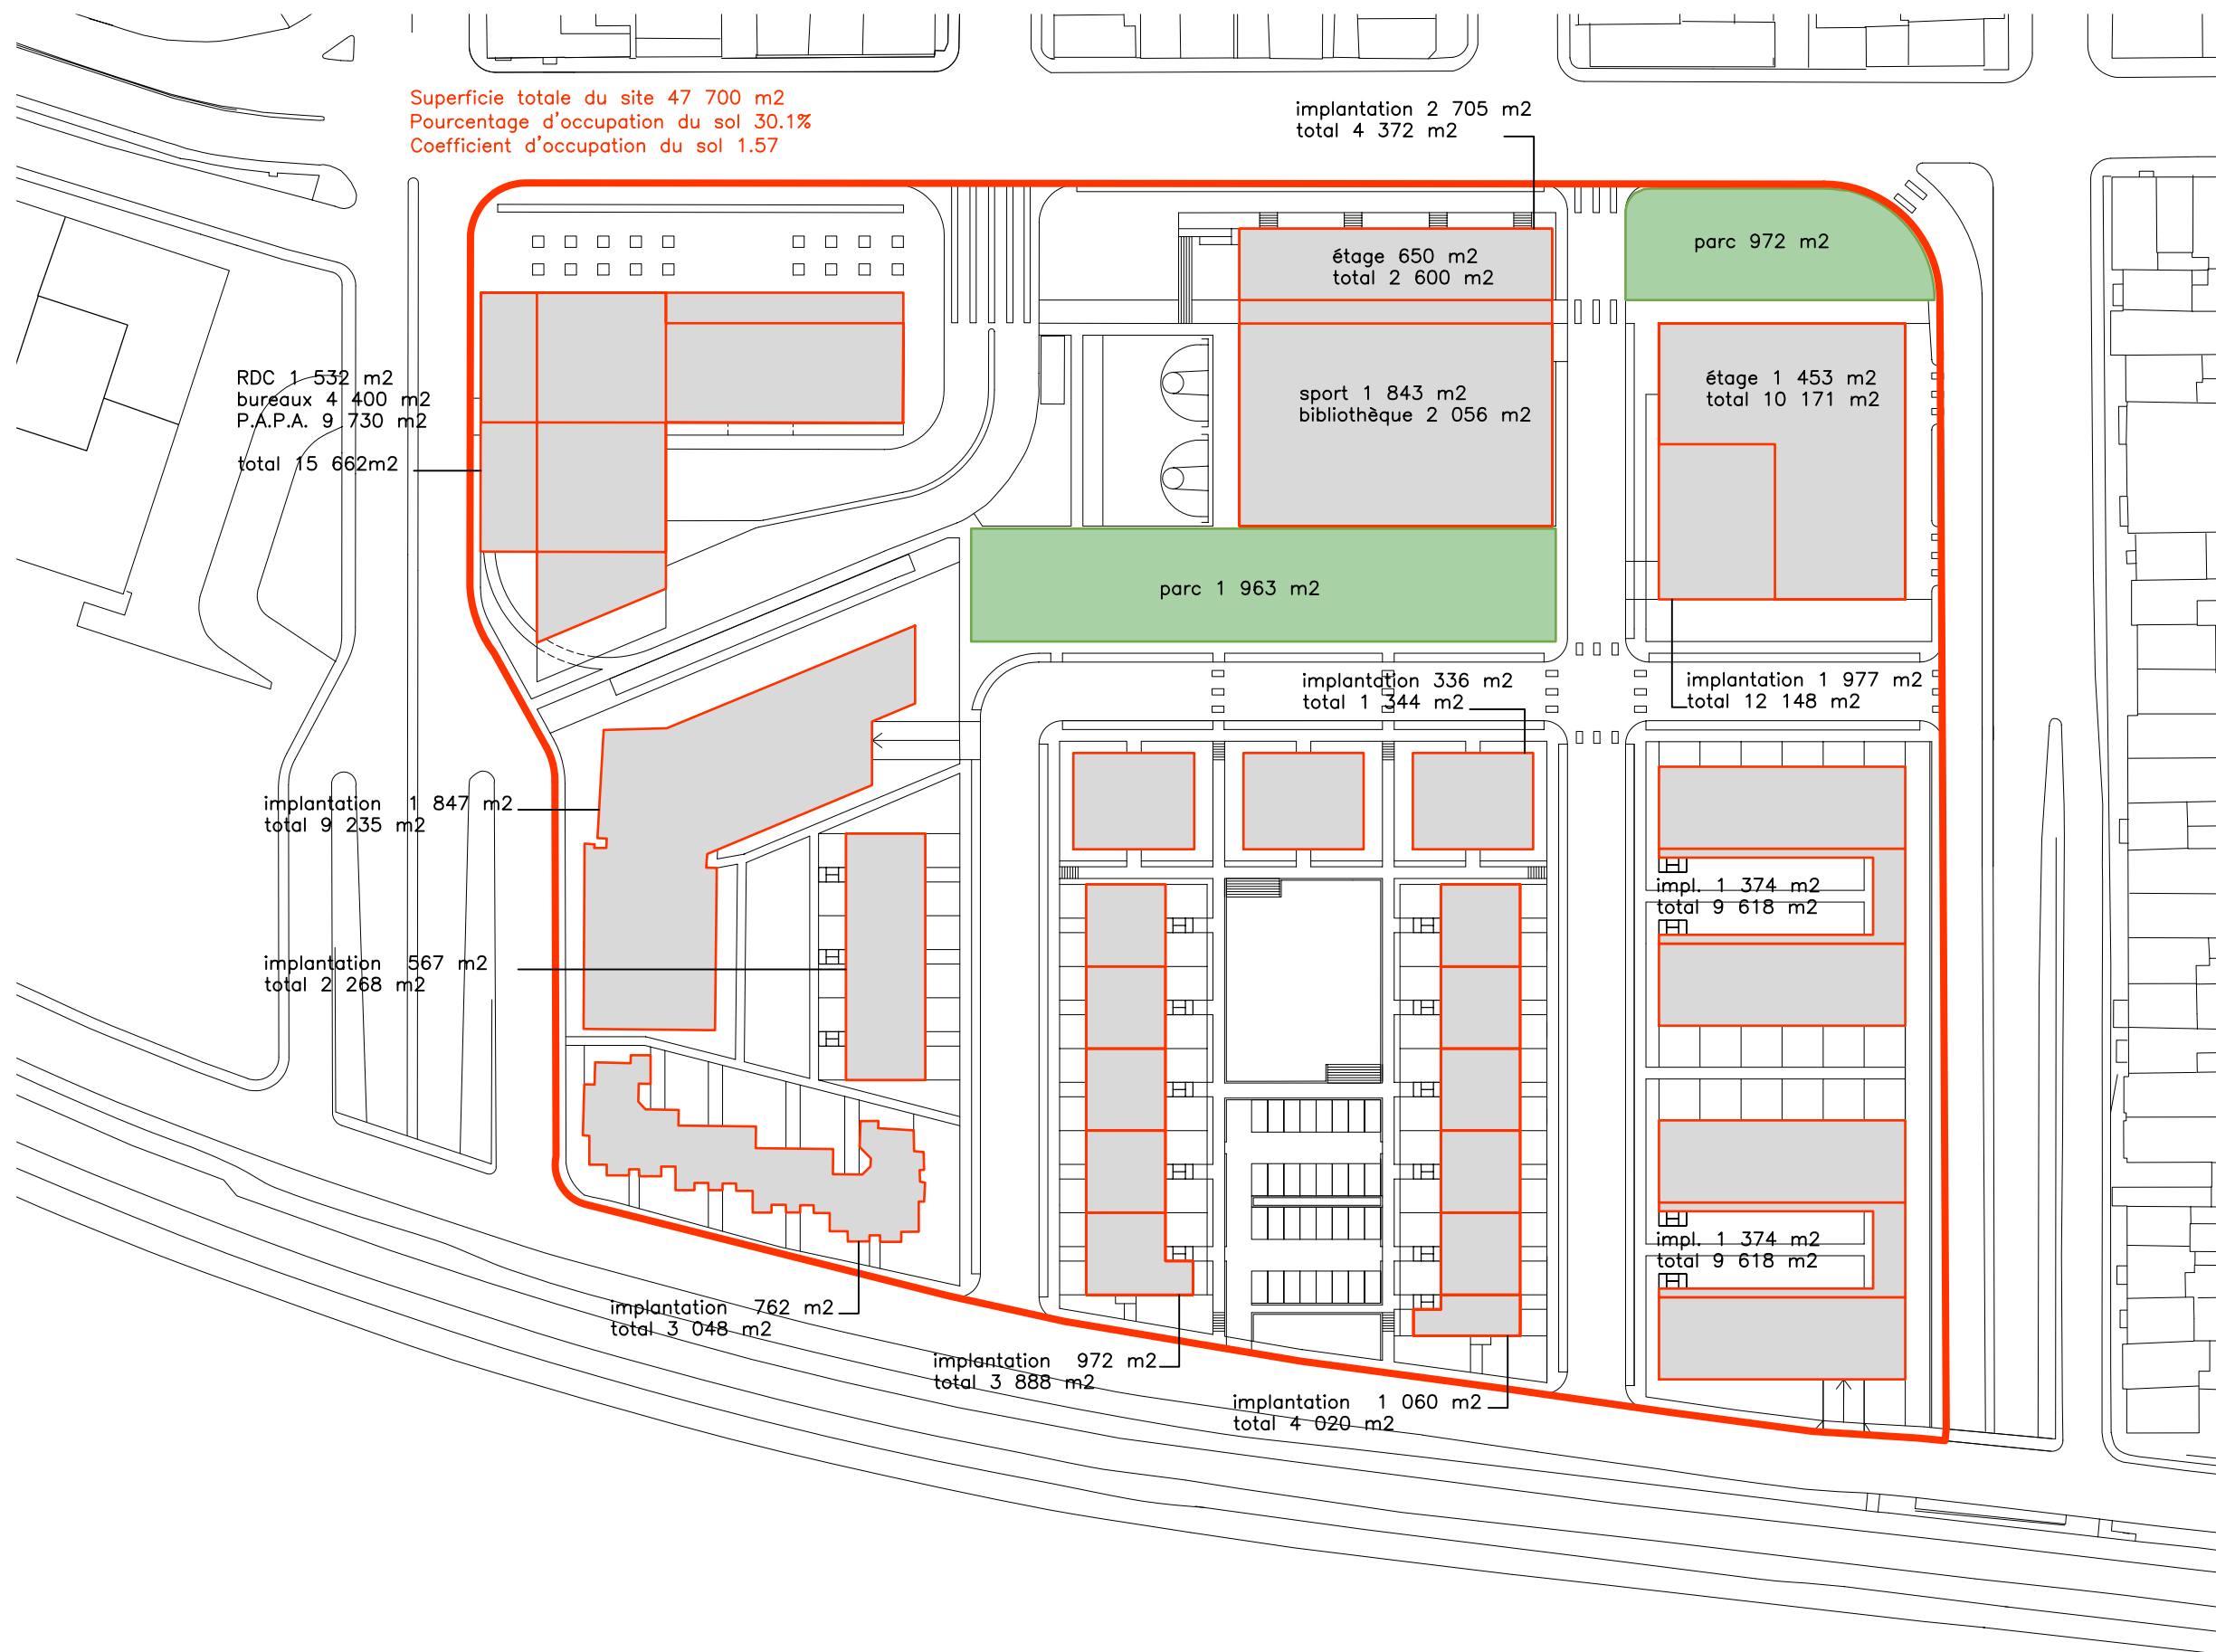 Superficie totale du site 47 700 m2
Pourcentage d'occupation du sol 30.1%
Coefficient d'occupation du sol 1.57
implantation 2 705 m2
total 4 372 m2
parc 972 m2
étage 650 m2
total 2 600 m2
RDC 1 532 m2
bureaux 4 400 m2
P.A.P.A. 9 730 m2
total 15 662m2
sport 1 843 m2
bibliothèque 2 056 m2
étage 1 453 m2
total 10 171 m2
parc 1 963 m2
implantation 336 m2
total 1 344 m2
implantation 1 977 m2
total 12 148 m2
implantation 1 847 m2
total 9 235 m2
impl. 1 374 m2
total 9 618 m2
implantation 567 m2
total 2 268 m2
impl. 1 374 m2
total 9 618 m2
implantation 762 m2
total 3 048 m2
implantation 972 m2
total 3 888 m2
implantation 1 060 m2
total 4 020 m2